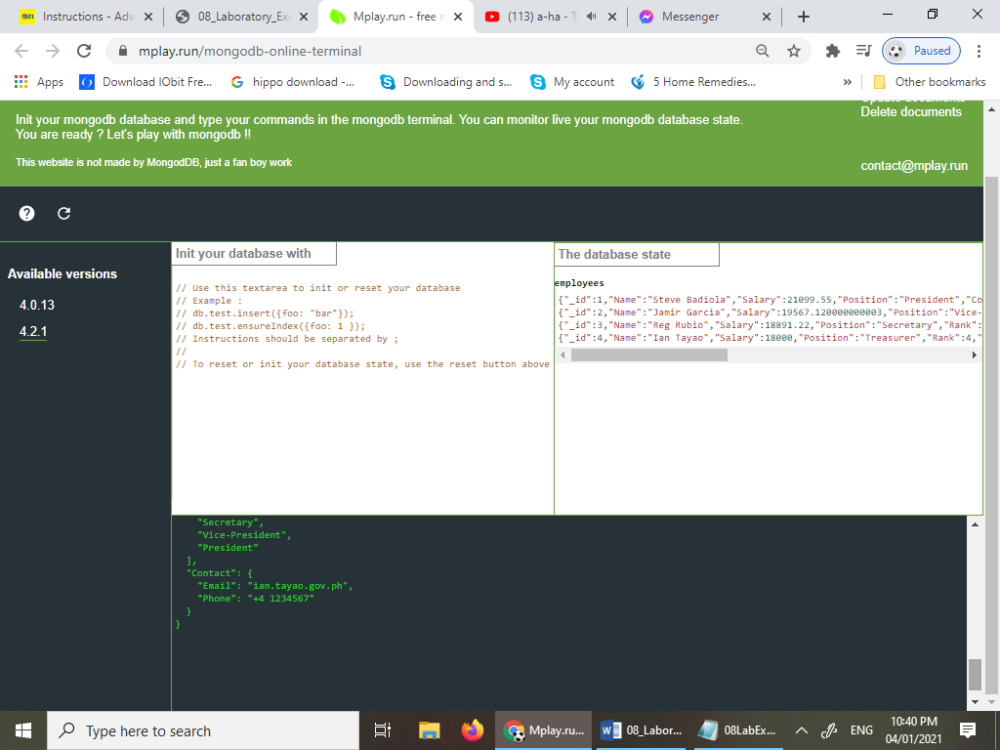 Instructions - Adv
08_Laboratory_Ex
Mplay.run - free
(113) a-ha - T
Messenger
mplay.run/mongodb-online-terminal
Paused
Apps
Download IObit Fre...
hippo download -...
Downloading and s...
My account
5 Home Remedies...
»
Other bookmarks
Init your mongodb database and type your commands in the mongodb terminal. You can monitor live your mongodb database state.
You are ready ? Let's play with mongodb !!
This website is not made by MongodDB, just a fan boy work
Update documents
Delete documents
contact@mplay.run
Available versions
4.0.13
4.2.1
Init your database with
// Use this textarea to init or reset your database
// Example :
// db.test.insert({foo: "bar"});
// db.test.ensureIndex({foo: 1 });
// Instructions should be separated by ;
//
// To reset or init your database state, use the reset button above
The database state
employees
{"_id":1,"Name":"Steve Badiola","Salary":21099.55,"Position":"President","Co
{"_id":2,"Name":"Jamir Garcia","Salary":19567.120000000003,"Position":"Vice-
{"_id":3,"Name":"Reg Rubio","Salary":18891.22,"Position":"Secretary","Rank":
{"_id":4,"Name":"Ian Tayao","Salary":18000,"Position":"Treasurer","Rank":4,"
"Secretary",
"Vice-President",
"President"
],
"Contact": {
"Email": "ian.tayao.gov.ph",
"Phone": "+4 1234567"
}
}
Type here to search
Mplay.ru...
08_Labor...
08LabEx...
ENG
10:40 PM
04/01/2021